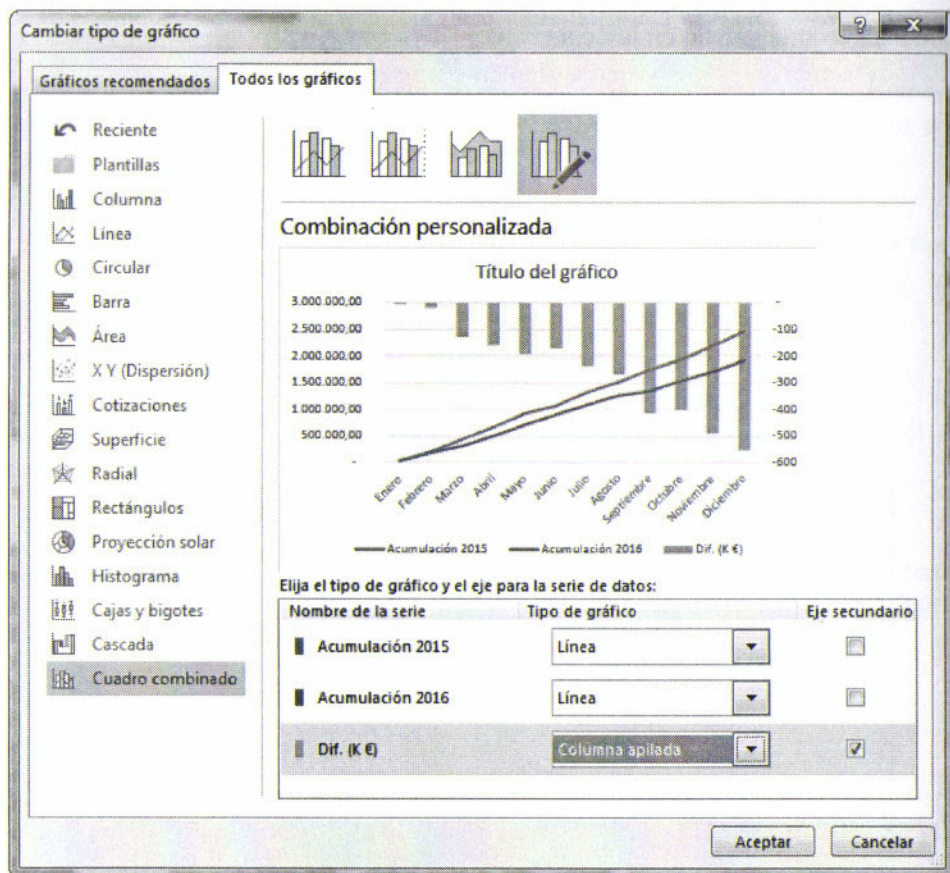 Cambiar tipo de gráfico
Gráficos recomendados
Todos los gráficos
Reciente
Plantillas
Columna
Línea
Circular
Barra
Área
X Y (Dispersión)
Cotizaciones
Superficie
Radial
Rectángulos
Proyección solar
Histograma
Cajas y bigotes
Cascada
Cuadro combinado
Combinación personalizada
Título del gráfico
3.000.000,00
2.500.000,00
2.000.000,00
1.500.000,00
1.000.000,00
500.000,00
-
-
-100
-200
-300
-400
-500
-600
Enero
Febrero
Marzo
Abril
Mayo
Junio
Julio
Agosto
Septiembre
Octubre
Noviembre
Diciembre
Acumulación 2015 Acumulación 2016 Dif. (K €)
Elija el tipo de gráfico y el eje para la serie de datos:
Nombre de la serie Tipo de gráfico Eje secundario
Acumulación 2015 Línea
Acumulación 2016 Línea
Dif. (K €) Columna apilada
Aceptar Cancelar